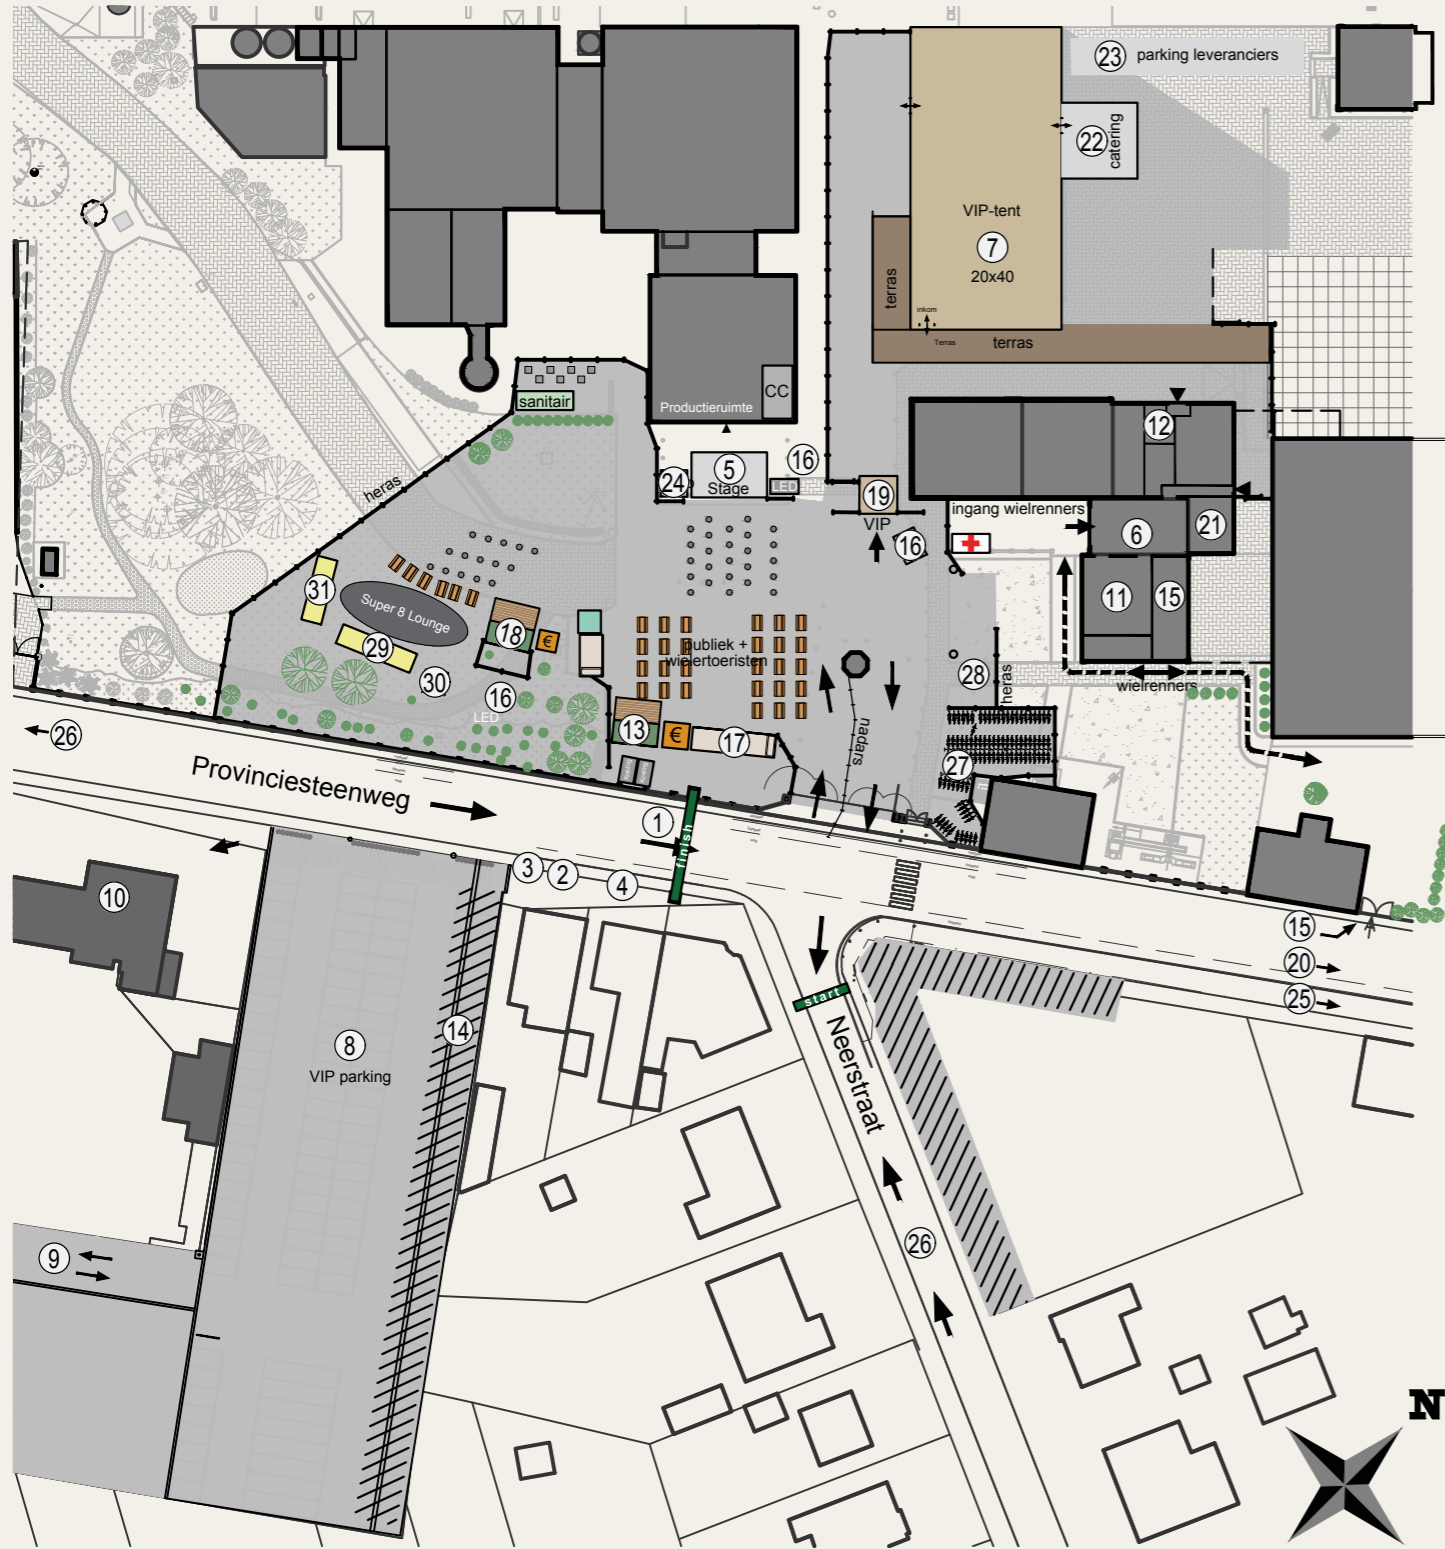 23 parking leveranciers
22
catering
VIP-tent
7
20x40
terras
inkom
Terras
terras
CC
Productieruimte
sanitair
heras
12
16
5
Stage
LED
24
19
VIP
16
ingang wielrenners
6
21
11
15
31
Super 8 Lounge
29
30
18
€
16
LED
publiek +
wielertoeristen
13
€
17
nadars
28
heras
wielrenners
27
26
Provinciesteenweg
1
finish
3
2
4
10
8
VIP parking
14
9
start
Neerstraat
26
15
20
25
N